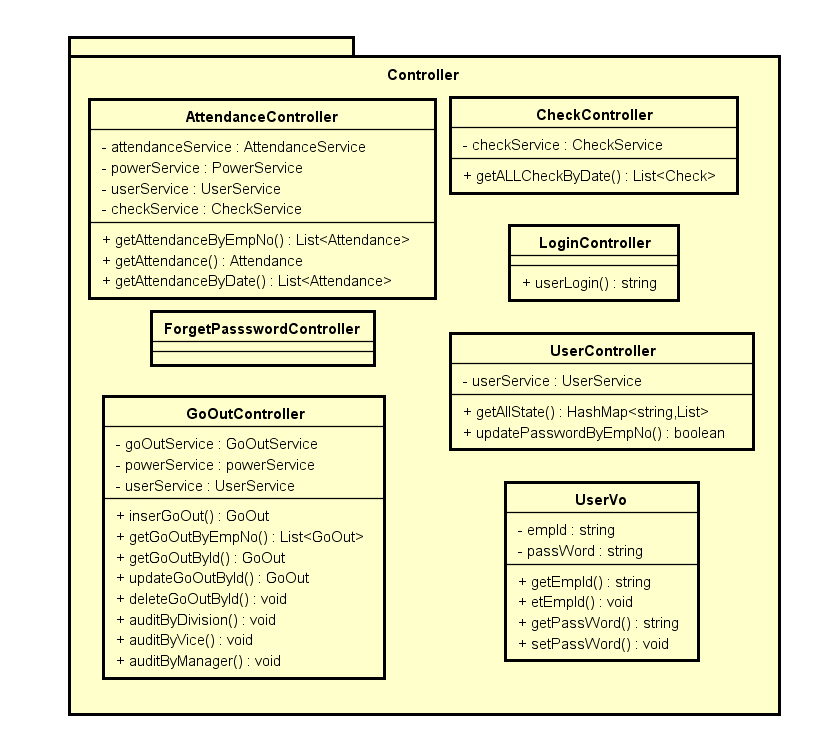 Controller
AttendanceController
- attendanceService : AttendanceService
- powerService : PowerService
- userService : UserService
- checkService : CheckService
+ getAttendanceByEmpNo() : List<Attendance>
+ getAttendance() : Attendance
+ getAttendanceByDate() : List<Attendance>
CheckController
- checkService : CheckService
+ getALLCheckByDate() : List<Check>
LoginController
+ userLogin() : string
ForgetPassswordController
UserController
- userService : UserService
+ getAllState() : HashMap<string,List>
+ updatePasswordByEmpNo() : boolean
GoOutController
- goOutService : GoOutService
- powerService : powerService
- userService : UserService
+ inserGoOut() : GoOut
+ getGoOutByEmpNo() : List<GoOut>
+ getGoOutById() : GoOut
+ updateGoOutById() : GoOut
+ deleteGoOutById() : void
+ auditByDivision() : void
+ auditByVice() : void
+ auditByManager() : void
UserVo
- empId : string
- passWord : string
+ getEmpId() : string
+ etEmpId() : void
+ getPassWord() : string
+ setPassWord() : void